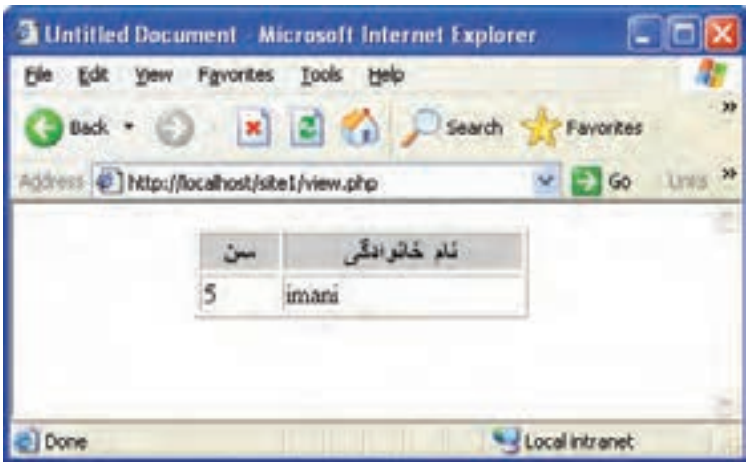 Untitled Document - Microsoft Internet Explorer
File Edit View Favorites Tools Help
Back Search Favorites
Address http://localhost/site1/view.php Go Links
سن نام خانوادگی
5 imani
Done Local intranet